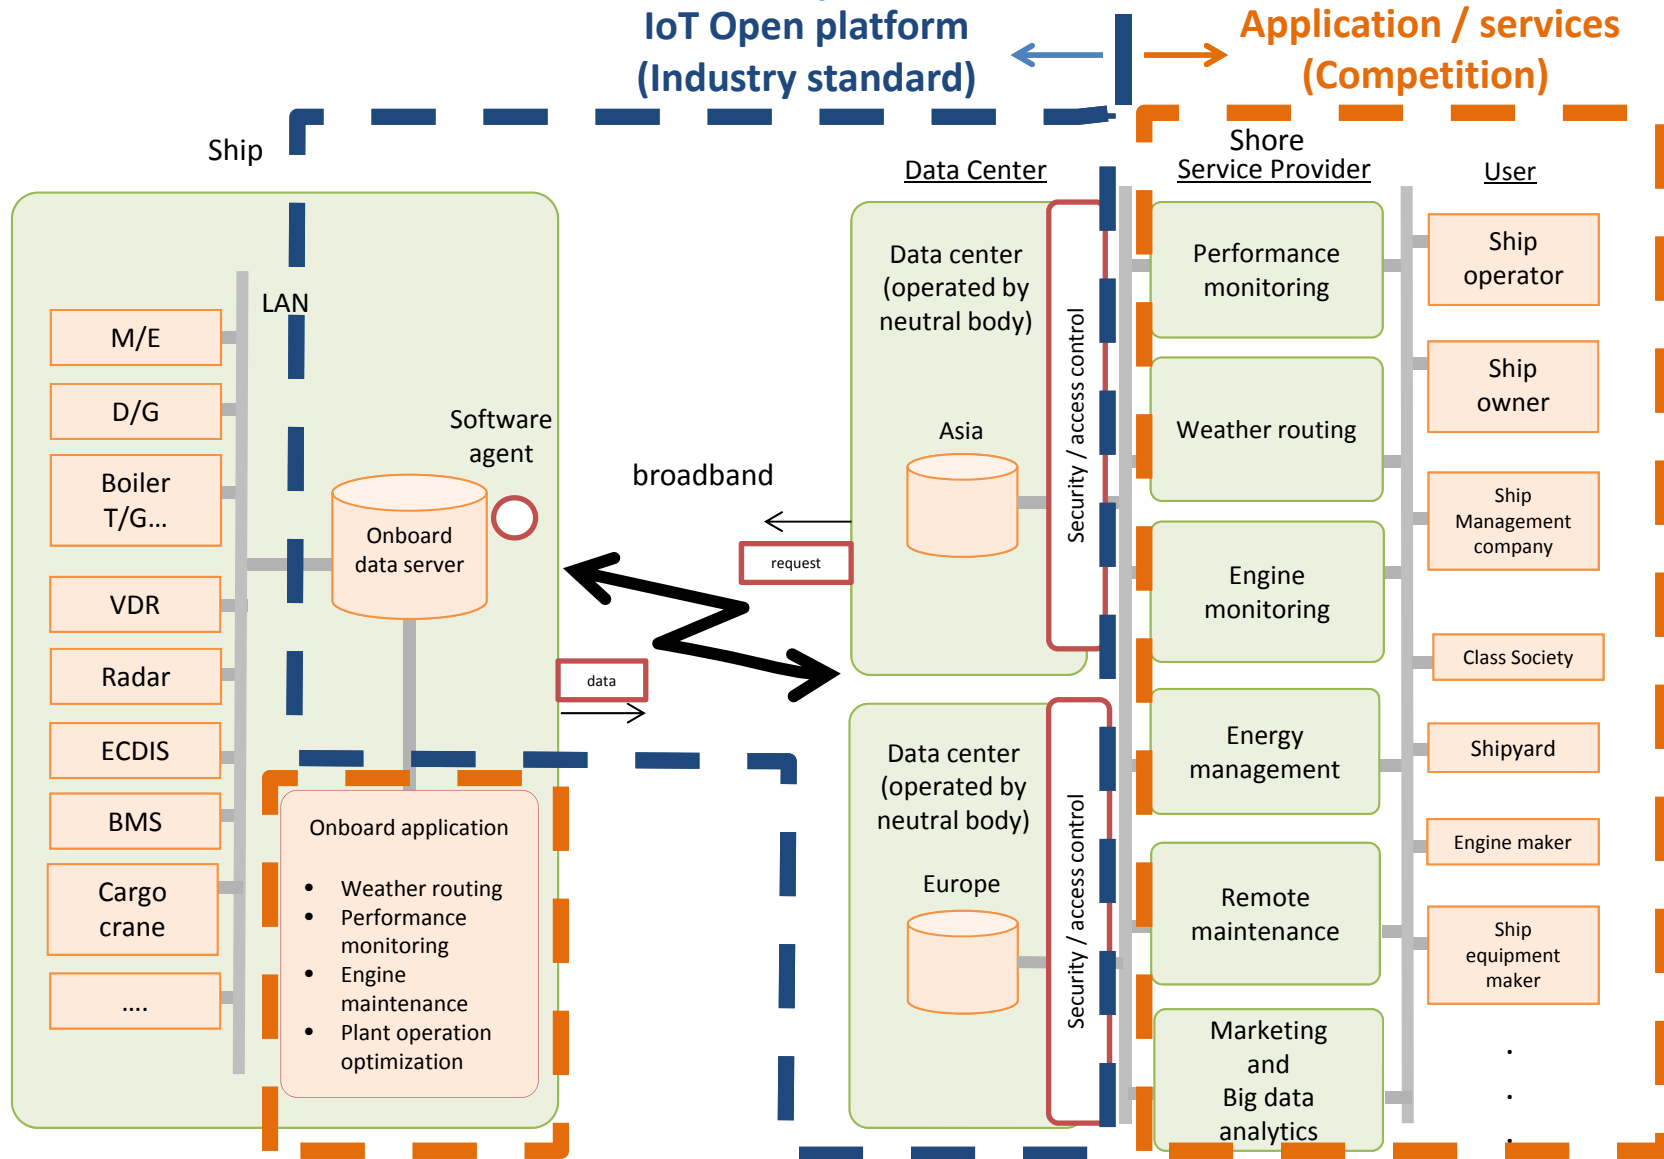 IoT Open platform
(Industry standard)
Application / services
(Competition)
Ship
Shore
Data Center
Service Provider
User
LAN
M/E
D/G
Boiler
T/G...
VDR
Radar
ECDIS
BMS
Cargo
crane
....
Software
agent
Onboard
data server
Onboard application
• Weather routing
• Performance
monitoring
• Engine
maintenance
• Plant operation
optimization
broadband
request
data
Data center
(operated by
neutral body)
Asia
Security / access control
Data center
(operated by
neutral body)
Europe
Security / access control
Performance
monitoring
Weather routing
Engine
monitoring
Energy
management
Remote
maintenance
Marketing
and
Big data
analytics
Ship
operator
Ship
owner
Ship
Management
company
Class Society
Shipyard
Engine maker
Ship
equipment
maker
.
.
.